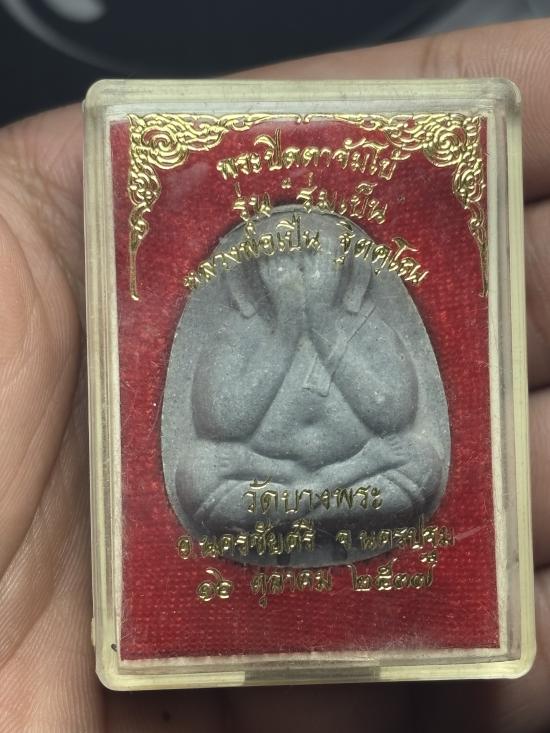 พระปิดตาจัมโบ้
รุ่น "ร่มเย็น
หลวงพ่อเปิ่น ฐิตคุโณ
วัดบางพระ
อ.นครชัยศรี จ.นครปฐม
๑๖ ตุลาคม ๒๕๓๗